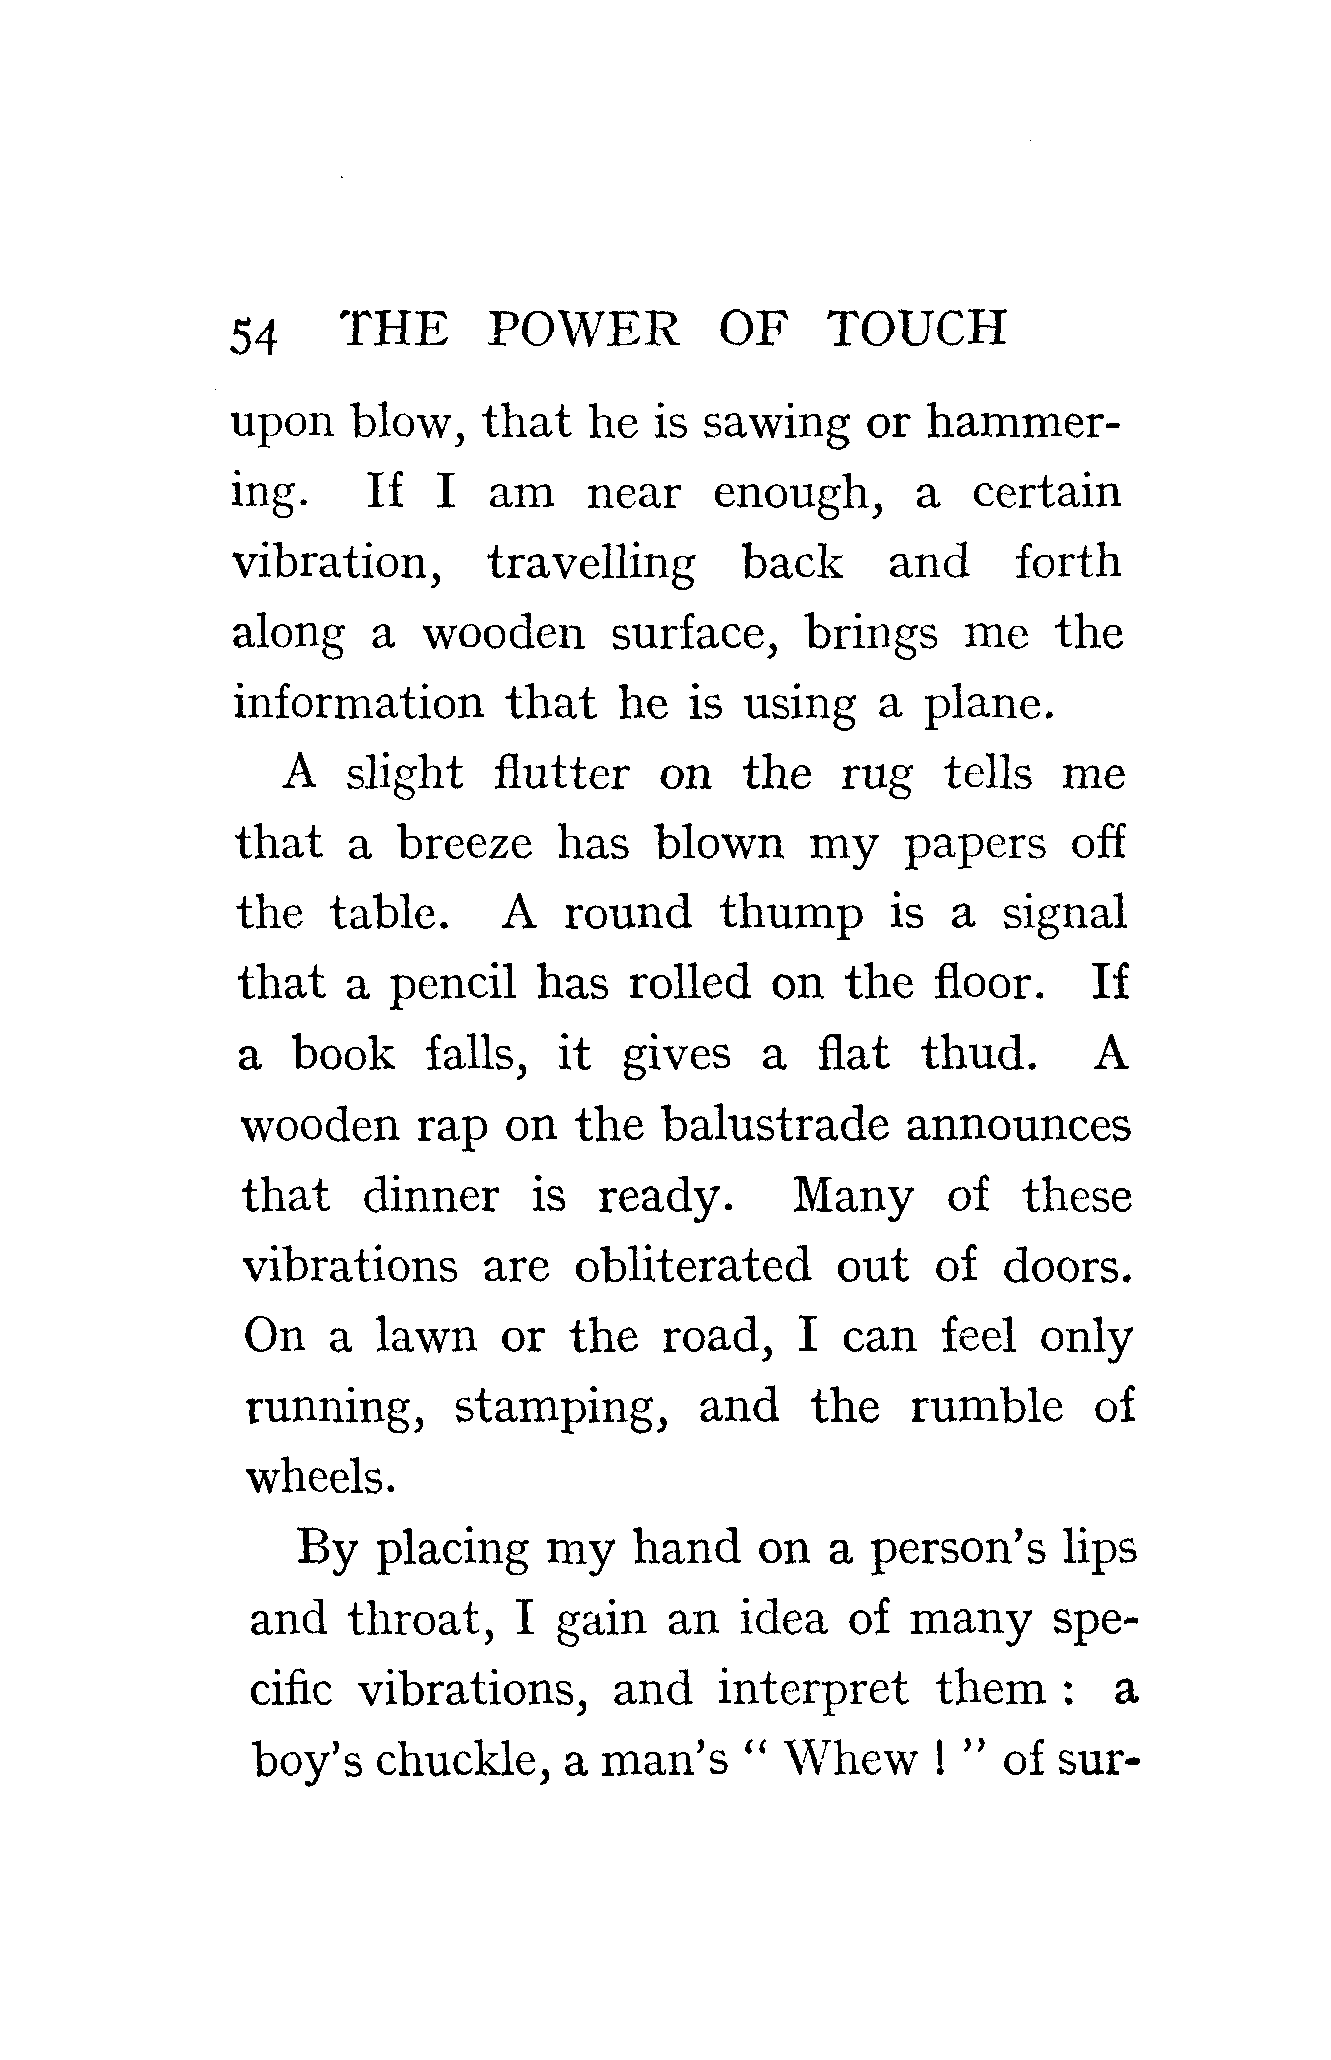 54 THE POWER OF TOUCH
upon blow, that he is sawing or hammer-
ing. If I am near enough, a certain
vibration, travelling back and forth
along a wooden surface, brings me the
information that he is using a plane.
A slight flutter on the rug tells me
that a breeze has blown my papers off
the table. A round thump is a signal
that a pencil has rolled on the floor. If
a book falls, it gives a flat thud. A
wooden rap on the balustrade announces
that dinner is ready. Many of these
vibrations are obliterated out of doors.
On a lawn or the road, I can feel only
running, stamping, and the rumble of
wheels.
By placing my hand on a person's lips
and throat, I gain an idea of many spe-
cific vibrations, and interpret them : a
boy's chuckle, a man's “ Whew ! ” of sur-